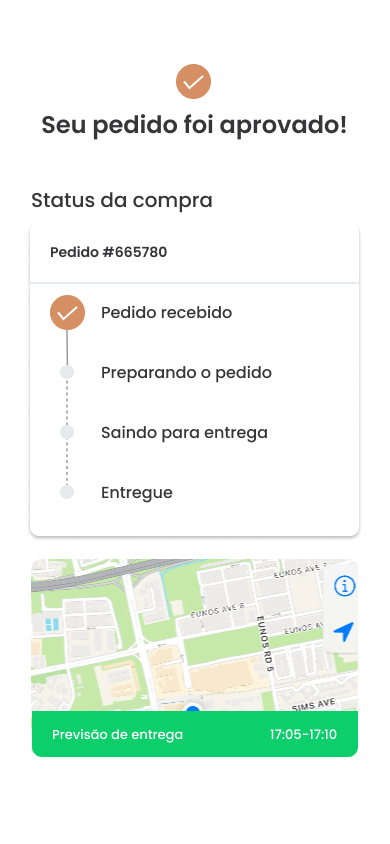 Seu pedido foi aprovado!
Status da compra
Pedido #665780
Pedido recebido
Preparando o pedido
Saindo para entrega
Entregue
EUNOS AVE 7
EUNOS AVE 6
EUNOS AVE
EUNOS RD 5
SIMS AVE
Previsão de entrega 17:05-17:10